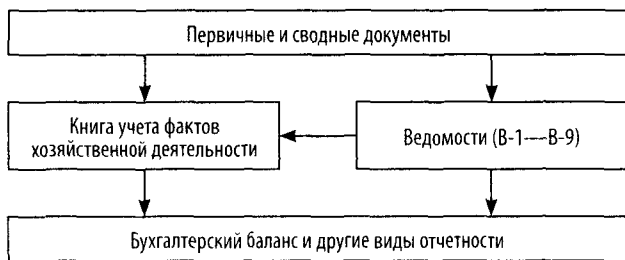 Первичные и сводные документы
Книга учета фактов
хозяйственной деятельности
Ведомости (В-1—В-9)
Бухгалтерский баланс и другие виды отчетности